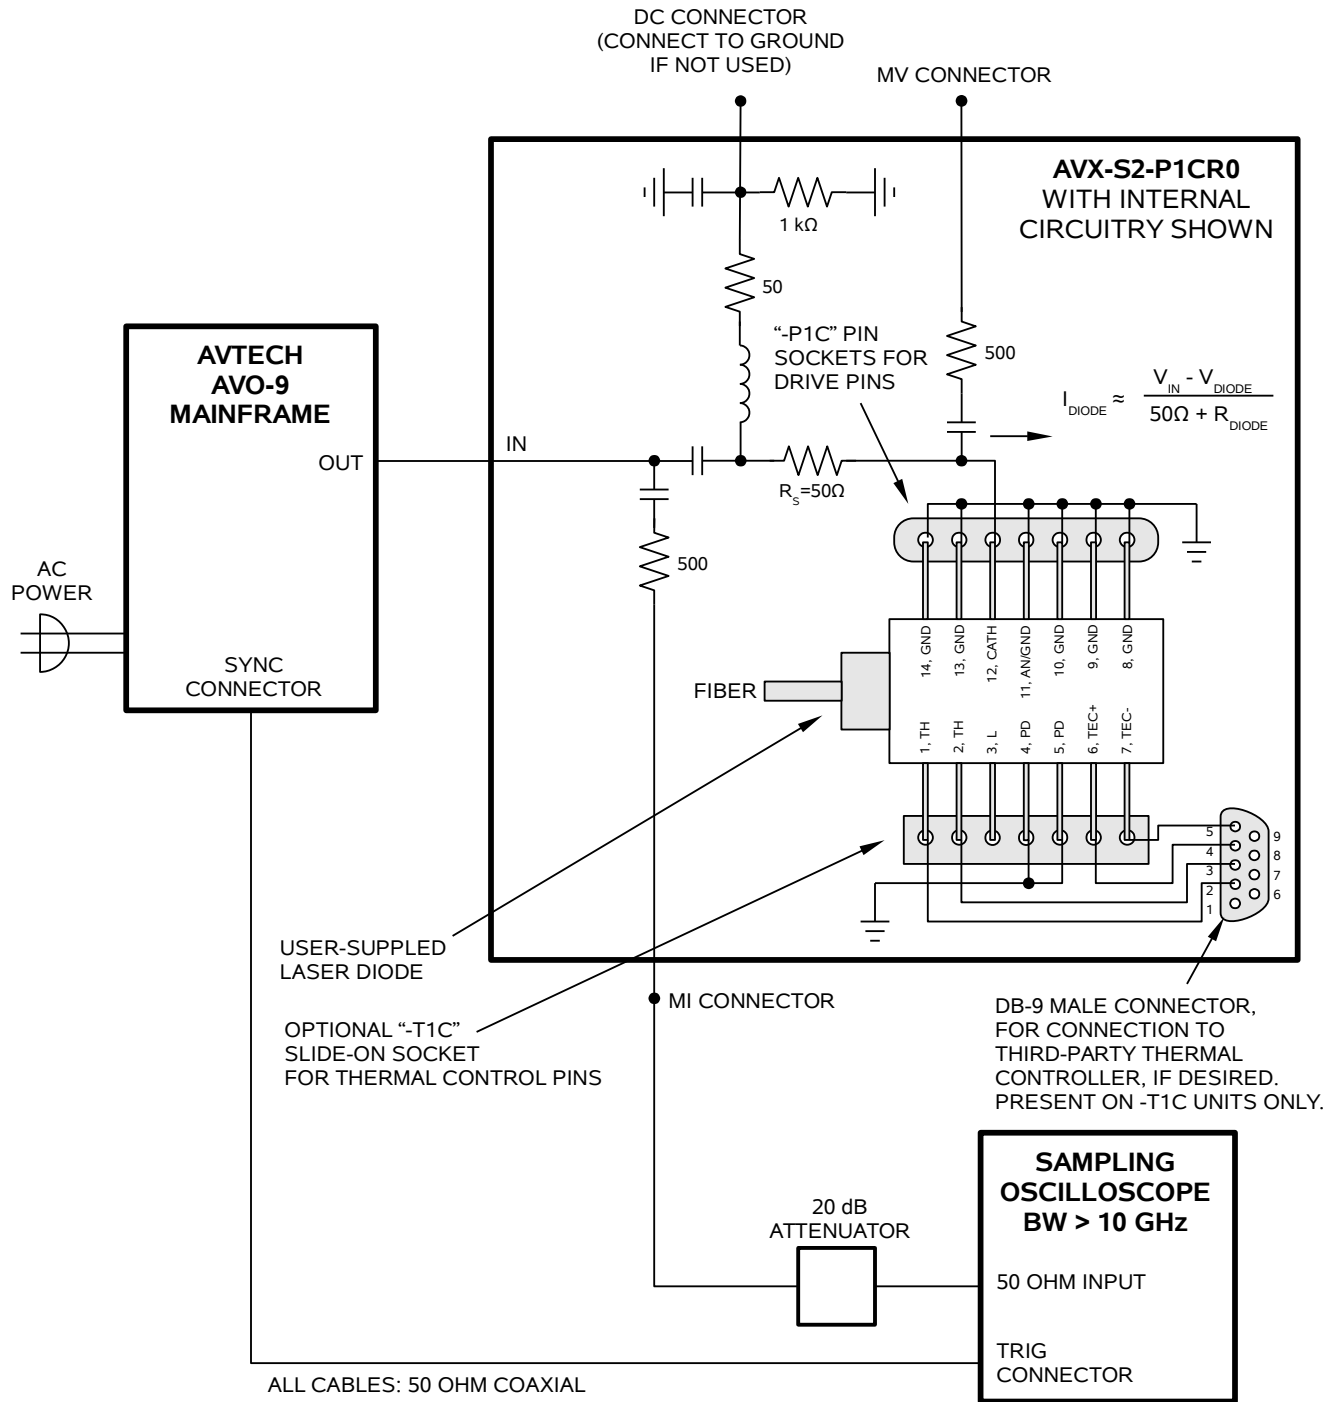 DC CONNECTOR
(CONNECT TO GROUND
IF NOT USED)
MV CONNECTOR
AVX-S2-P1CR0
WITH INTERNAL
CIRCUITRY SHOWN
1 kΩ
50
"-P1C" PIN
SOCKETS FOR
DRIVE PINS
500
I DIODE ≈ V IN - V DIODE
50Ω + R DIODE
AVTECH
AVO-9
MAINFRAME
OUT
IN
R S =50Ω
500
AC
POWER
SYNC
CONNECTOR
FIBER
14, GND
13, GND
12, CATH
11, AN/GND
10, GND
9, GND
8, GND
1, TH
2, TH
3, L
4, PD
5, PD
6, TEC+
7, TEC-
5
4
3
2
1
9
8
7
6
USER-SUPPLED
LASER DIODE
MI CONNECTOR
OPTIONAL "-T1C"
SLIDE-ON SOCKET
FOR THERMAL CONTROL PINS
DB-9 MALE CONNECTOR,
FOR CONNECTION TO
THIRD-PARTY THERMAL
CONTROLLER, IF DESIRED.
PRESENT ON -T1C UNITS ONLY.
20 dB
ATTENUATOR
SAMPLING
OSCILLOSCOPE
BW > 10 GHz
50 OHM INPUT
TRIG
CONNECTOR
ALL CABLES: 50 OHM COAXIAL